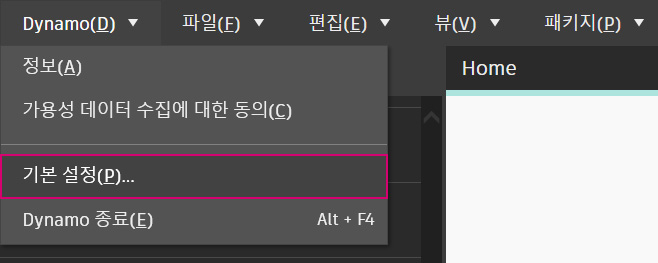 Dynamo(D) 파일(F) 편집(E) 뷰(V) 패키지(P)
Home
정보(A)
가용성 데이터 수집에 대한 동의(C)
기본 설정(P)...
Dynamo 종료(E) Alt + F4